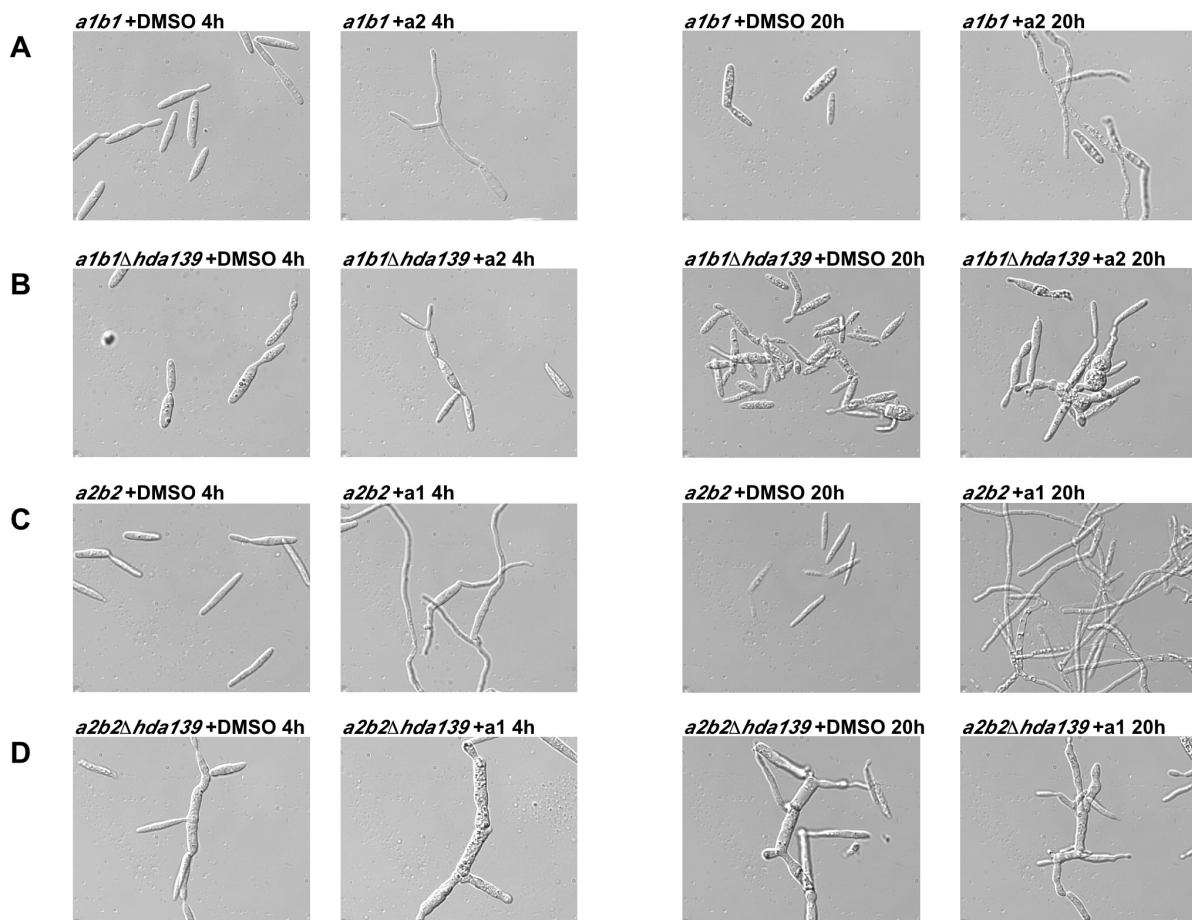 A
a1b1 +DMSO 4h
a1b1 +a2 4h
a1b1 +DMSO 20h
a1b1 +a2 20h
B
a1b1Δhda139 +DMSO 4h
a1b1Δhda139 +a2 4h
a1b1Δhda139 +DMSO 20h
a1b1Δhda139 +a2 20h
C
a2b2 +DMSO 4h
a2b2 +a1 4h
a2b2 +DMSO 20h
a2b2 +a1 20h
D
a2b2Δhda139 +DMSO 4h
a2b2Δhda139 +a1 4h
a2b2Δhda139 +DMSO 20h
a2b2Δhda139 +a1 20h